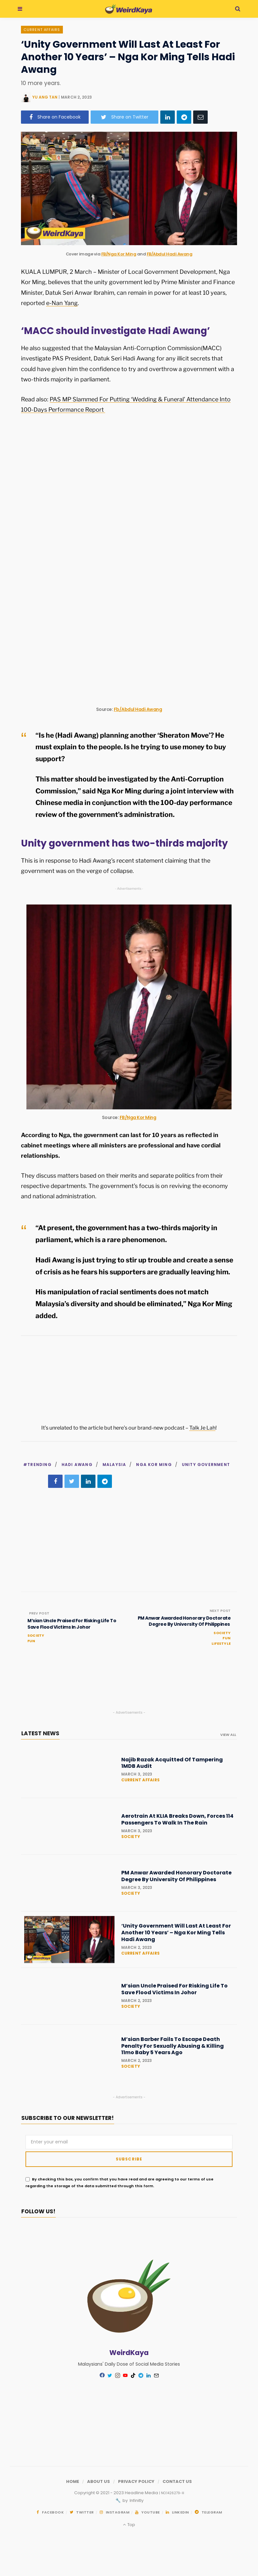 WeirdKaya
CURRENT AFFAIRS
‘Unity Government Will Last At Least For
Another 10 Years’ – Nga Kor Ming Tells Hadi
Awang
10 more years.
MARCH 2, 2023
Share on Facebook
Share on Twitter
WeirdKaya
Cover image via FB/Nga Kor Ming and FB/Abdul Hadi Awang
KUALA LUMPUR, 2 March – Minister of Local Government Development, Nga
Kor Ming, believes that the unity government led by Prime Minister and Finance
Minister, Datuk Seri Anwar Ibrahim, can remain in power for at least 10 years,
reported e-Nan Yang.
‘MACC should investigate Hadi Awang’
He also suggested that the Malaysian Anti-Corruption Commission(MACC)
investigate PAS President, Datuk Seri Hadi Awang for any illicit secrets that
could have given him the confidence to try and overthrow a government with a
two-thirds majority in parliament.
Read also: PAS MP Slammed For Putting ‘Wedding & Funeral’ Attendance Into
100-Days Performance Report
Source: Fb/Abdul Hadi Awang
“Is he (Hadi Awang) planning another ‘Sheraton Move’? He
must explain to the people. Is he trying to use money to buy
support?
This matter should be investigated by the Anti-Corruption
Commission,” said Nga Kor Ming during a joint interview with
Chinese media in conjunction with the 100-day performance
review of the government’s administration.
Unity government has two-thirds majority
This is in response to Hadi Awang’s recent statement claiming that the
government was on the verge of collapse.
- Advertisements -
Source: FB/Nga Kor Ming
According to Nga, the government can last for 10 years as reflected in
cabinet meetings where all ministers are professional and have cordial
relationships.
They discuss matters based on their merits and separate politics from their
respective departments. The government’s focus is on reviving the economy
and national administration.
“At present, the government has a two-thirds majority in
parliament, which is a rare phenomenon.
Hadi Awang is just trying to stir up trouble and create a sense
of crisis as he fears his supporters are gradually leaving him.
His manipulation of racial sentiments does not match
Malaysia’s diversity and should be eliminated,” Nga Kor Ming
added.
It’s unrelated to the article but here’s our brand-new podcast – Talk Je Lah!
#TRENDING / HADI AWANG / MALAYSIA / NGA KOR MING / UNITY GOVERNMENT
PREV POST
M'sian Uncle Praised For Risking Life To
Save Flood Victims In Johor
SOCIETY
FUN
NEXT POST
PM Anwar Awarded Honorary Doctorate
Degree By University Of Philippines
SOCIETY
FUN
LIFESTYLE
- Advertisements -
LATEST NEWS
VIEW ALL
Najib Razak Acquitted Of Tampering
1MDB Audit
MARCH 3, 2023
CURRENT AFFAIRS
Aerotrain At KLIA Breaks Down, Forces 114
Passengers To Walk In The Rain
MARCH 3, 2023
SOCIETY
PM Anwar Awarded Honorary Doctorate
Degree By University Of Philippines
MARCH 2, 2023
SOCIETY
‘Unity Government Will Last At Least For
Another 10 Years’ – Nga Kor Ming Tells
Hadi Awang
MARCH 2, 2023
CURRENT AFFAIRS
M’sian Uncle Praised For Risking Life To
Save Flood Victims In Johor
MARCH 2, 2023
SOCIETY
M’sian Barber Fails To Escape Death
Penalty For Sexually Abusing & Killing
11mo Baby 5 Years Ago
MARCH 2, 2023
SOCIETY
- Advertisements -
SUBSCRIBE TO OUR NEWSLETTER!
Enter your email
SUBSCRIBE
By checking this box, you confirm that you have read and are agreeing to our terms of use
regarding the storage of the data submitted through this form.
FOLLOW US!
WeirdKaya
Malaysians' Daily Dose of Social Media Stories
HOME
ABOUT US
PRIVACY POLICY
CONTACT US
FACEBOOK
TWITTER
INSTAGRAM
YOUTUBE
LINKEDIN
TELEGRAM
Top